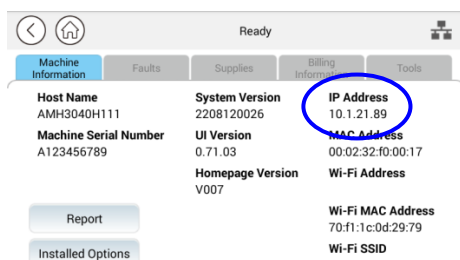 Ready
Machine Information
Faults
Supplies
Billing Information
Tools
Host Name
AMH3040H111
Machine Serial Number
A123456789
System Version
2208120026
UI Version
0.71.03
Homepage Version
V007
IP Address
10.1.21.89
MAC Address
00:02:32:f0:00:17
Wi-Fi Address
Wi-Fi MAC Address
70:f1:1c:0d:29:79
Wi-Fi SSID
Report
Installed Options